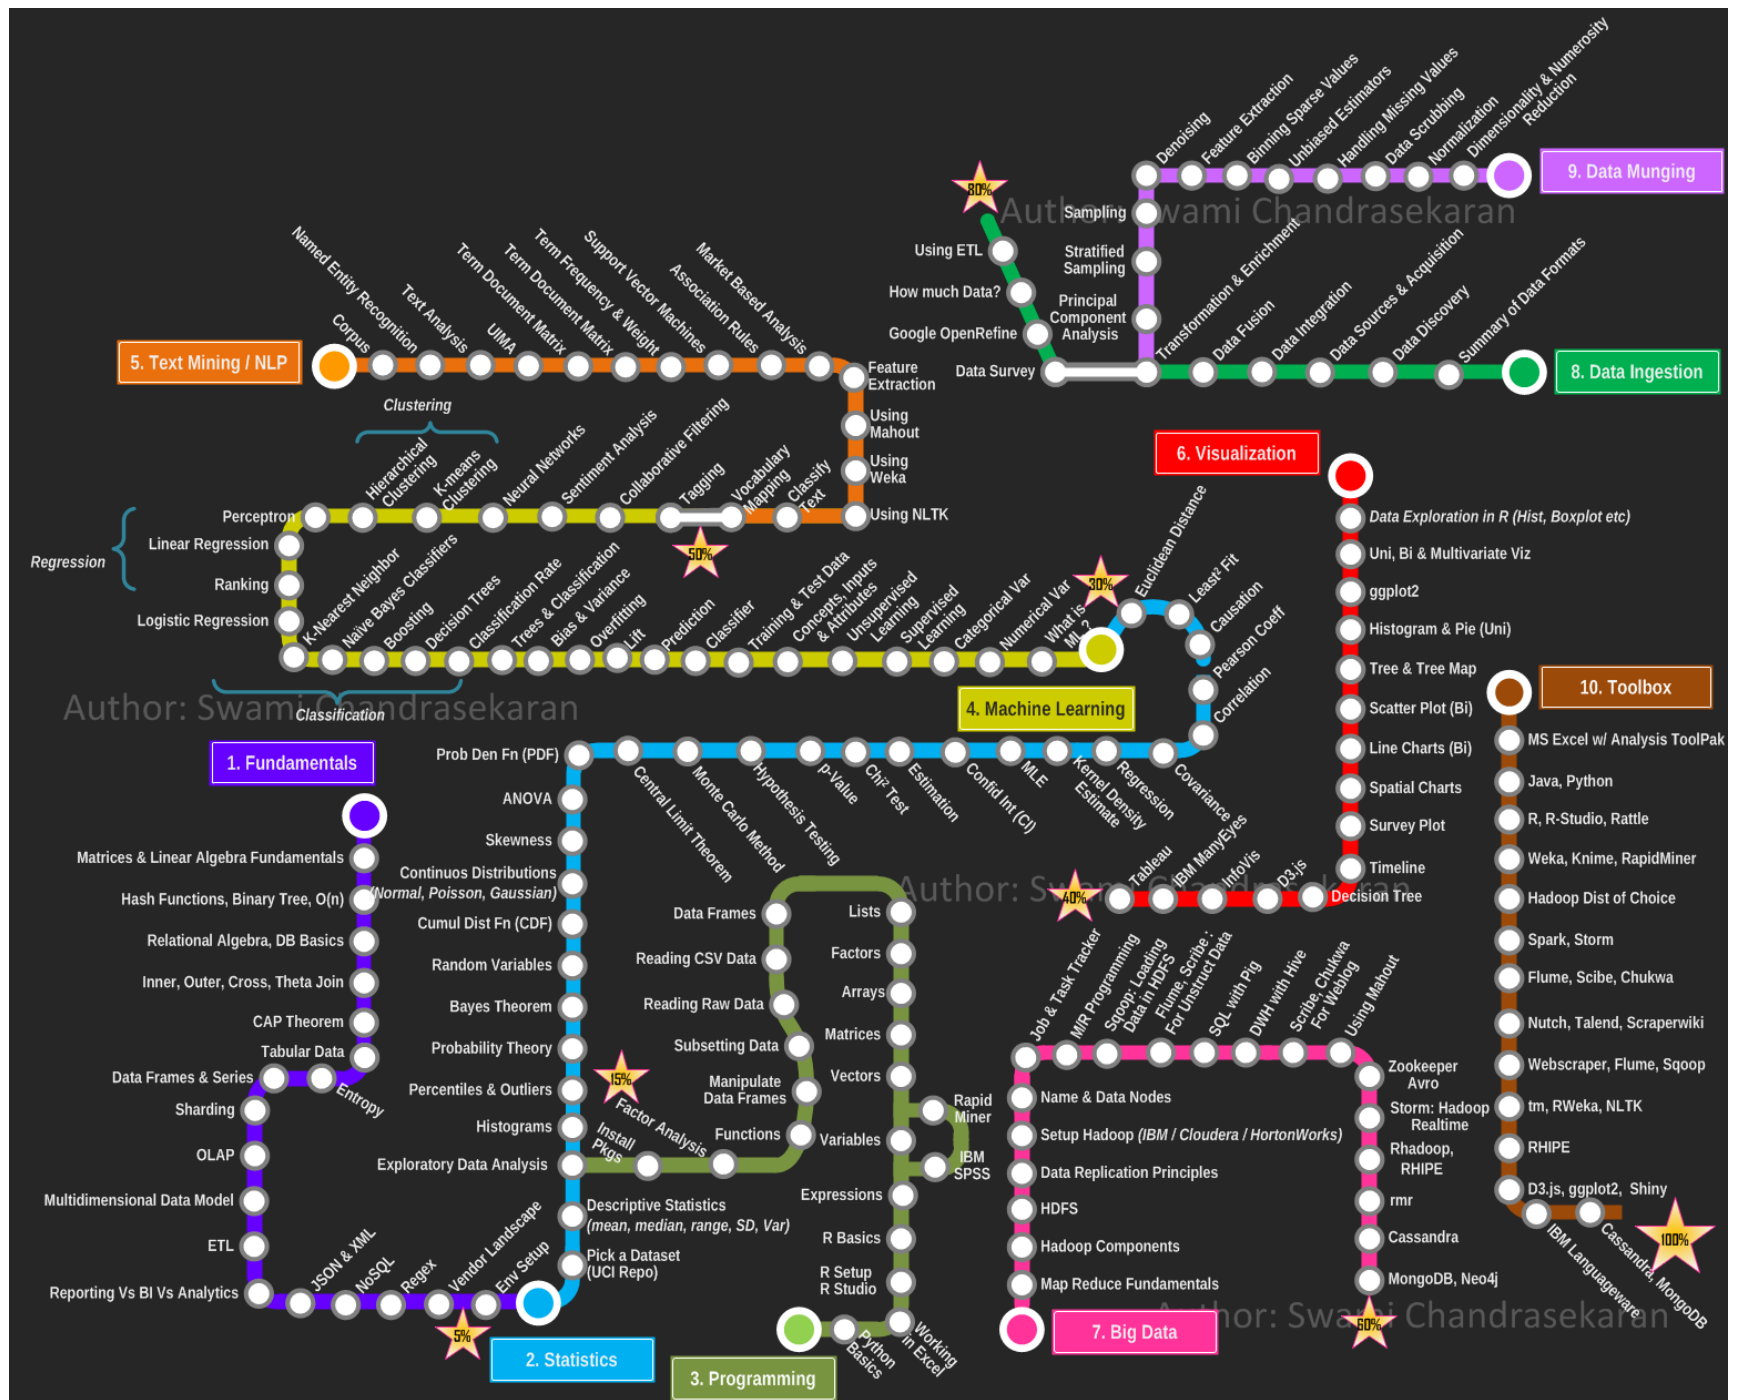 Author: Swami Chandrasekaran
9. Data Munging
Denoising
Feature Extraction
Binning Sparse Values
Unbiased Estimators
Handling Missing Values
Data Scrubbing
Normalization
Dimensionality & Numerosity
Reduction
Sampling
Stratified
Sampling
Principal
Component
Analysis
80%
Using ETL
How much Data?
Google OpenRefine
Data Survey
Transformation & Enrichment
Data Fusion
Data Integration
Data Sources & Acquisition
Data Discovery
Summary of Data Formats
8. Data Ingestion
5. Text Mining / NLP
Corpus
Named Entity Recognition
Text Analysis
UIMA
Term Document Matrix
Term Document Matrix
Term Frequency & Weight
Support Vector Machines
Association Rules
Market Based Analysis
Feature
Extraction
Using
Mahout
Using
Weka
Using NLTK
Classify
Text
Vocabulary
Mapping
50%
Tagging
Collaborative Filtering
Sentiment Analysis
Neural Networks
K-means
Clustering
Hierarchical
Clustering
Clustering
Perceptron
Linear Regression
Ranking
Logistic Regression
Regression
K-Nearest Neighbor
Naïve Bayes Classifiers
Boosting
Decision Trees
Classification Rate
Trees & Classification
Bias & Variance
Overfitting
Lift
Prediction
Classifier
Training & Test Data
Concepts, Inputs
& Attributes
Unsupervised
Learning
Supervised
Learning
Categorical Var
Numerical Var
What is
ML?
Classification
Author: Swami Chandrasekaran
4. Machine Learning
30%
Euclidean Distance
Least² Fit
Causation
Pearson Coeff
Correlation
Covariance
Regression
Kernel Density
Estimate
MLE
Confid Int (CI)
Estimation
Chi² Test
p-Value
Hypothesis Testing
Monte Carlo Method
Central Limit Theorem
Prob Den Fn (PDF)
ANOVA
Skewness
Continuos Distributions
(Normal, Poisson, Gaussian)
Cumul Dist Fn (CDF)
Random Variables
Bayes Theorem
Probability Theory
Percentiles & Outliers
Histograms
Exploratory Data Analysis
Descriptive Statistics
(mean, median, range, SD, Var)
Pick a Dataset
(UCI Repo)
2. Statistics
15%
1. Fundamentals
Matrices & Linear Algebra Fundamentals
Hash Functions, Binary Tree, O(n)
Relational Algebra, DB Basics
Inner, Outer, Cross, Theta Join
CAP Theorem
Tabular Data
Entropy
Data Frames & Series
Sharding
OLAP
Multidimensional Data Model
ETL
Reporting Vs BI Vs Analytics
JSON & XML
NoSQL
Regex
Vendor Landscape
Env Setup
5%
Install
Pkgs
Factor Analysis
Functions
Manipulate
Data Frames
Subsetting Data
Reading Raw Data
Reading CSV Data
Data Frames
Lists
Factors
Arrays
Matrices
Vectors
Variables
Rapid
Miner
IBM
SPSS
Expressions
R Basics
R Setup
R Studio
Working
in Excel
Python
Basics
3. Programming
6. Visualization
Data Exploration in R (Hist, Boxplot etc)
Uni, Bi & Multivariate Viz
ggplot2
Histogram & Pie (Uni)
Tree & Tree Map
Scatter Plot (Bi)
Line Charts (Bi)
Spatial Charts
Survey Plot
Timeline
Decision Tree
D3.js
InfoVis
IBM ManyEyes
Tableau
40%
Author: Swami Chandrasekaran
Job & Task Tracker
M/R Programming
Sqoop: Loading
Data in HDFS
Flume, Scribe :
For Unstruct Data
SQL with Pig
DWH with Hive
Scribe, Chukwa
For Weblog
Using Mahout
Zookeeper
Avro
Storm: Hadoop
Realtime
Rhadoop,
RHIPE
rmr
Cassandra
MongoDB, Neo4j
60%
Name & Data Nodes
Setup Hadoop (IBM / Cloudera / HortonWorks)
Data Replication Principles
HDFS
Hadoop Components
Map Reduce Fundamentals
7. Big Data
Author: Swami Chandrasekaran
10. Toolbox
MS Excel w/ Analysis ToolPak
Java, Python
R, R-Studio, Rattle
Weka, Knime, RapidMiner
Hadoop Dist of Choice
Spark, Storm
Flume, Scibe, Chukwa
Nutch, Talend, Scraperwiki
Webscraper, Flume, Sqoop
tm, RWeka, NLTK
RHIPE
D3.js, ggplot2, Shiny
IBM Languageware
Cassandra, MongoDB
100%